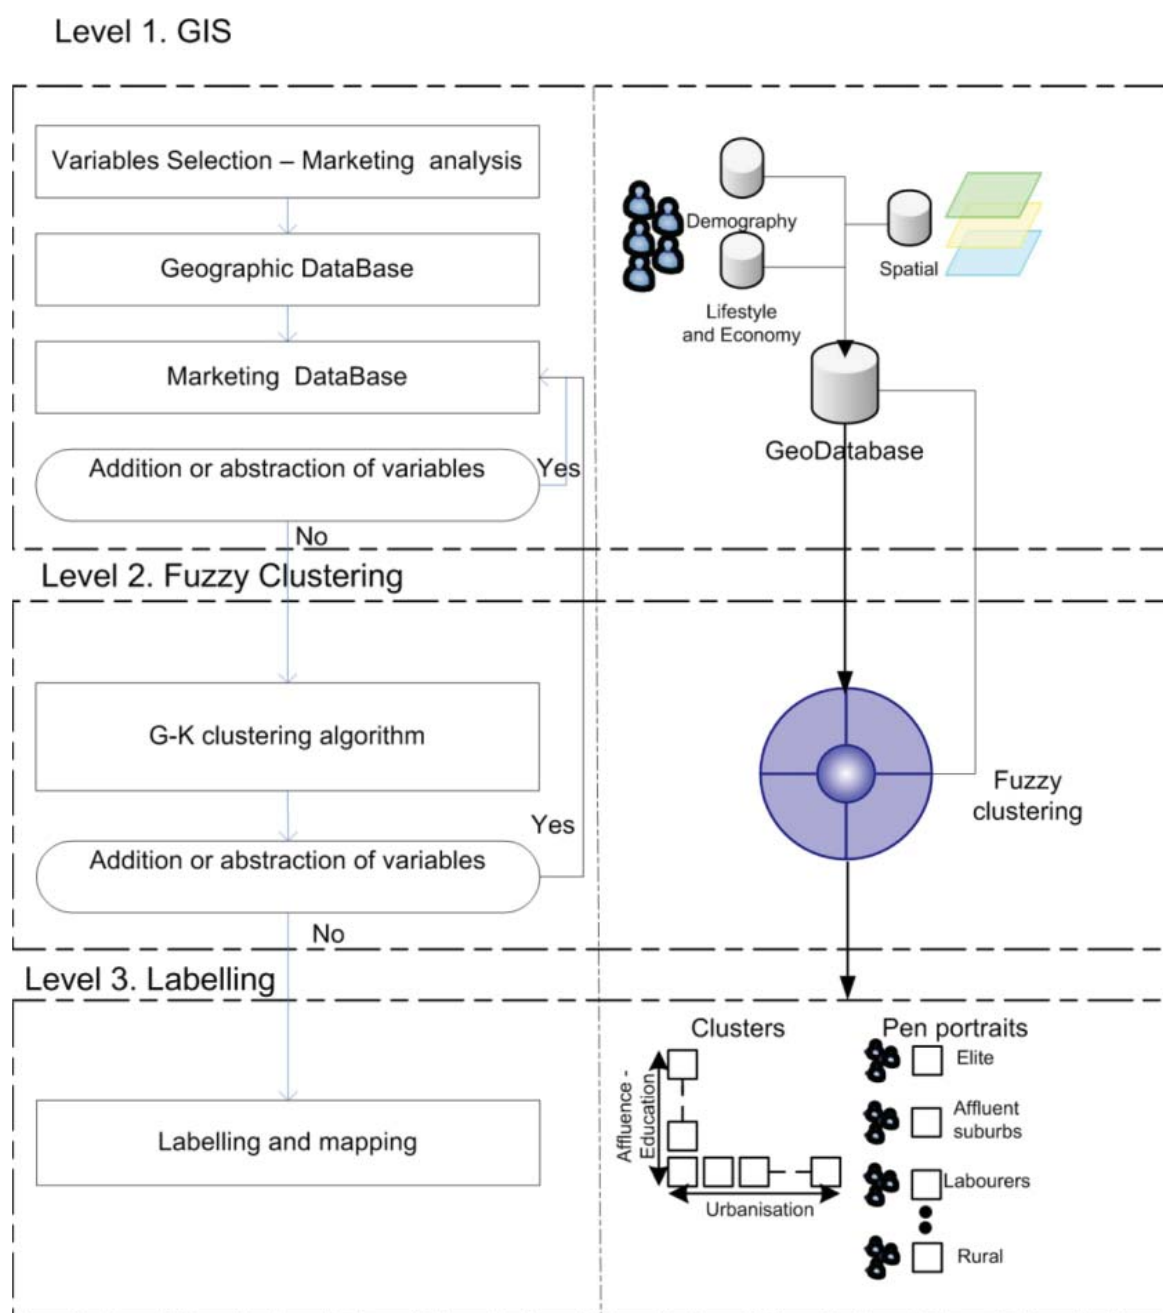 Level 1. GIS
Variables Selection – Marketing analysis
Geographic DataBase
Marketing DataBase
Addition or abstraction of variables
Yes
No
Demography
Lifestyle
and Economy
Spatial
GeoDatabase
Level 2. Fuzzy Clustering
G-K clustering algorithm
Yes
Addition or abstraction of variables
No
Fuzzy
clustering
Level 3. Labelling
Labelling and mapping
Clusters
Affluence -
Education
Urbanisation
Pen portraits
Elite
Affluent
suburbs
Labourers
Rural